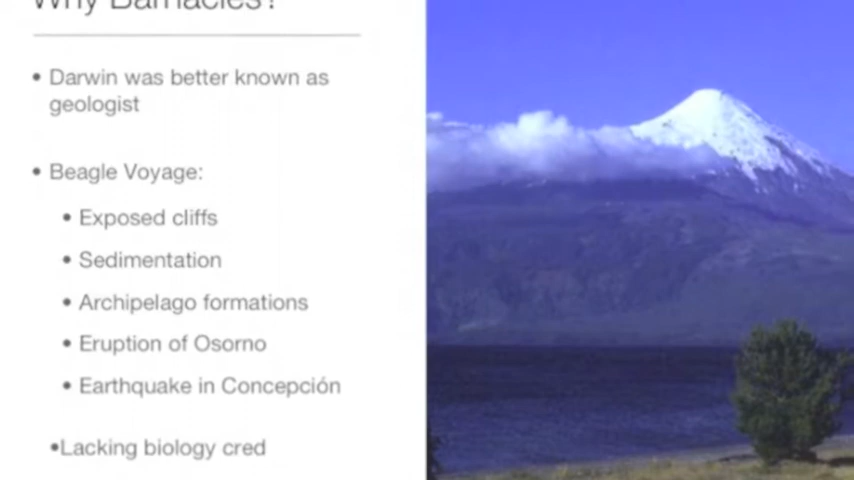 Why Barnacles?
• Darwin was better known as
geologist
• Beagle Voyage:
• Exposed cliffs
• Sedimentation
• Archipelago formations
• Eruption of Osorno
• Earthquake in Concepción
•Lacking biology cred